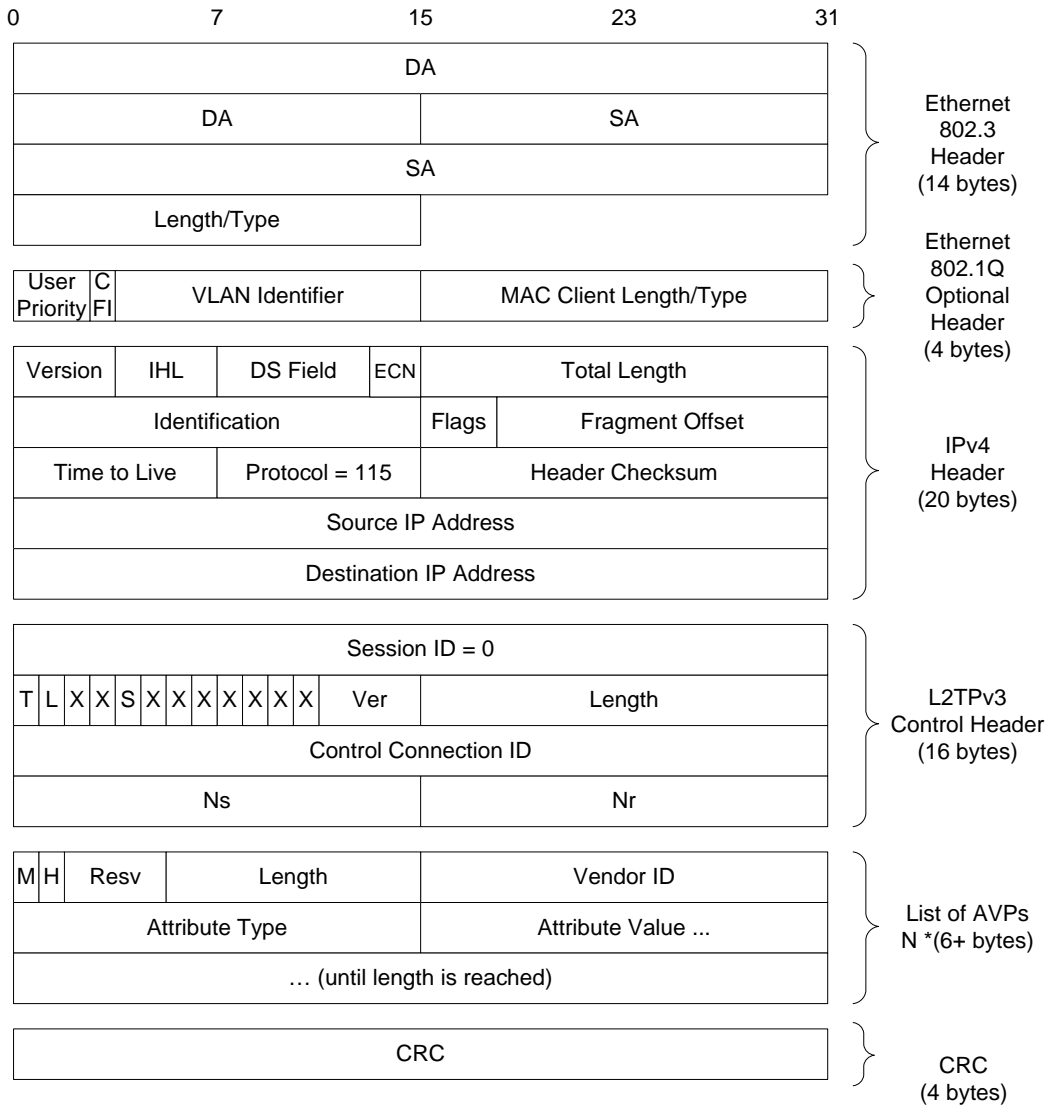 0 7 15 23 31
DA
DA SA
SA
Length/Type
Ethernet
802.3
Header
(14 bytes)
User
Priority
C
FI
VLAN Identifier
MAC Client Length/Type
Ethernet
802.1Q
Optional
Header
(4 bytes)
Version IHL DS Field ECN Total Length
Identification Flags Fragment Offset
Time to Live Protocol = 115 Header Checksum
Source IP Address
Destination IP Address
IPv4
Header
(20 bytes)
Session ID = 0
T L X X S X X X X X X X Ver Length
Control Connection ID
Ns Nr
L2TPv3
Control Header
(16 bytes)
M H Resv Length Vendor ID
Attribute Type Attribute Value ...
… (until length is reached)
List of AVPs
N *(6+ bytes)
CRC
CRC
(4 bytes)